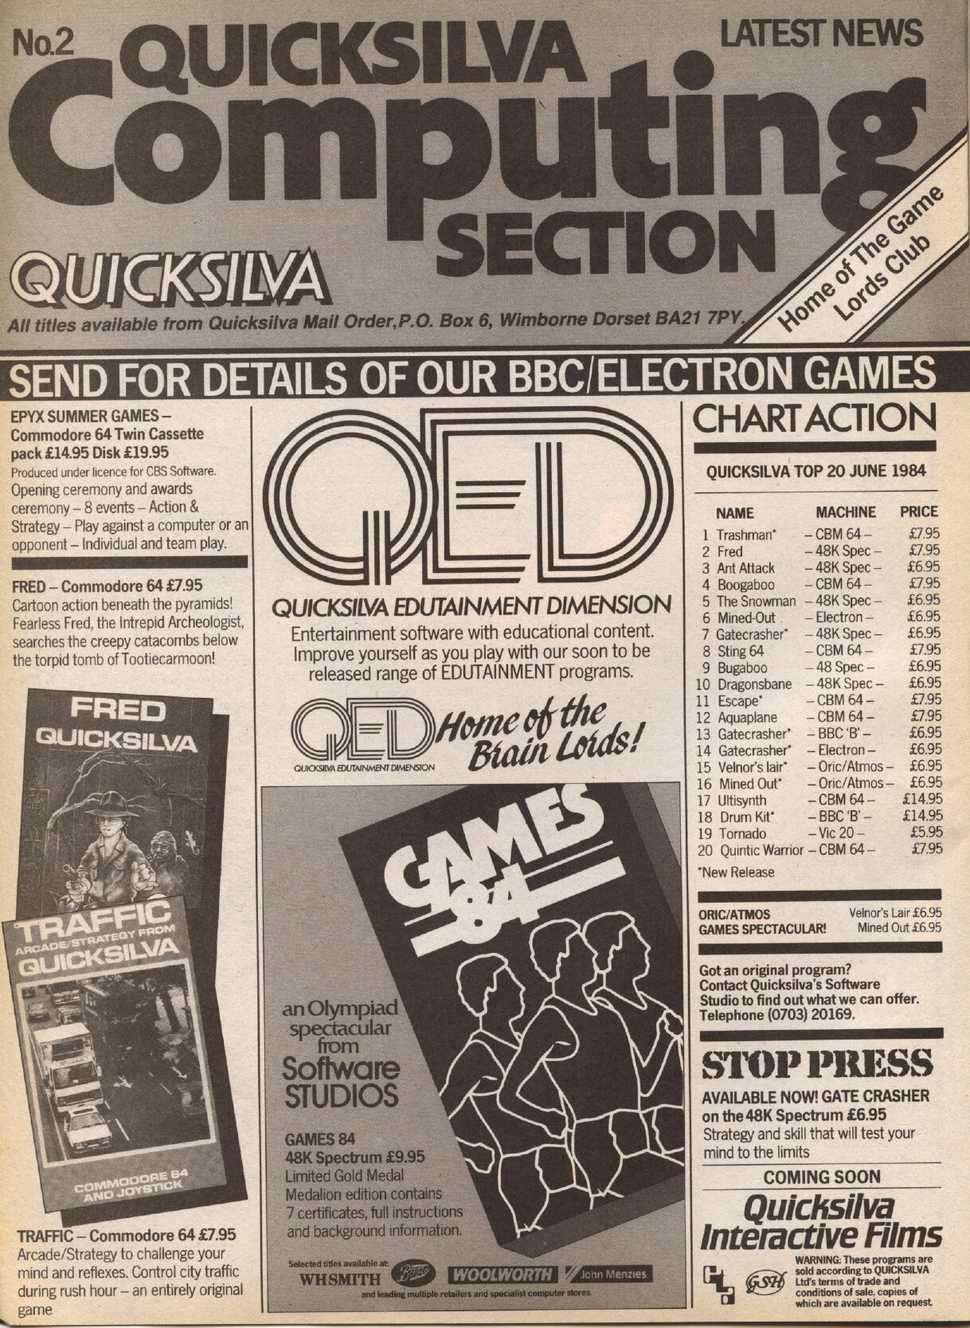 No.2
QUICKSILVA
LATEST NEWS
Computing
SECTION
Home of The Game
Lords Club
QUICKSILVA
All titles available from Quicksilva Mail Order,P.O. Box 6, Wimborne Dorset BA21 7PY.
SEND FOR DETAILS OF OUR BBC/ELECTRON GAMES
EPYX SUMMER GAMES –
Commodore 64 Twin Cassette
pack £14.95 Disk £19.95
Produced under licence for CBS Software.
Opening ceremony and awards
ceremony – 8 events – Action &
Strategy – Play against a computer or an
opponent – Individual and team play.
FRED – Commodore 64 £7.95
Cartoon action beneath the pyramids!
Fearless Fred, the Intrepid Archeologist,
searches the creepy catacombs below
the torpid tomb of Tootiecarmoon!
FRED
QUICKSILVA
TRAFFIC
ARCADE/STRATEGY FROM
QUICKSILVA
COMMODORE 64
AND JOYSTICK
TRAFFIC – Commodore 64 £7.95
Arcade/Strategy to challenge your
mind and reflexes. Control city traffic
during rush hour – an entirely original
game
QED
QUICKSILVA EDUTAINMENT DIMENSION
Entertainment software with educational content.
Improve yourself as you play with our soon to be
released range of EDUTAINMENT programs.
QED
QUICKSILVA EDUTAINMENT DIMENSION
Home of the
Brain Lords!
GAMES
84
an Olympiad
spectacular
from
Software
STUDIOS
GAMES 84
48K Spectrum £9.95
Limited Gold Medal
Medalion edition contains
7 certificates, full instructions
and background information.
Selected titles available at:
WHSMITH
Boots
WOOLWORTH
John Menzies
and leading multiple retailers and specialist computer stores.
CHART ACTION
QUICKSILVA TOP 20 JUNE 1984
NAME MACHINE PRICE
1 Trashman* – CBM 64 – £7.95
2 Fred – 48K Spec – £7.95
3 Ant Attack – 48K Spec – £6.95
4 Boogaboo – CBM 64 – £7.95
5 The Snowman – 48K Spec – £6.95
6 Mined-Out – Electron – £6.95
7 Gatecrasher* – 48K Spec – £6.95
8 Sting 64 – CBM 64 – £7.95
9 Bugaboo – 48 Spec – £6.95
10 Dragonsbane – 48K Spec – £6.95
11 Escape* – CBM 64 – £7.95
12 Aquaplane – CBM 64 – £7.95
13 Gatecrasher* – BBC 'B' – £6.95
14 Gatecrasher* – Electron – £6.95
15 Velnor's lair* – Oric/Atmos – £6.95
16 Mined Out* – Oric/Atmos – £6.95
17 Ultisynth – CBM 64 – £14.95
18 Drum Kit* – BBC 'B' – £14.95
19 Tornado – Vic 20 – £5.95
20 Quintic Warrior – CBM 64 – £7.95
*New Release
ORIC/ATMOS Velnor's Lair £6.95
GAMES SPECTACULAR! Mined Out £6.95
Got an original program?
Contact Quicksilva's Software
Studio to find out what we can offer.
Telephone (0703) 20169.
STOP PRESS
AVAILABLE NOW! GATE CRASHER
on the 48K Spectrum £6.95
Strategy and skill that will test your
mind to the limits
COMING SOON
Quicksilva
Interactive Films
GSH
WARNING: These programs are
sold according to QUICKSILVA
Ltd's terms of trade and
conditions of sale, copies of
which are available on request.